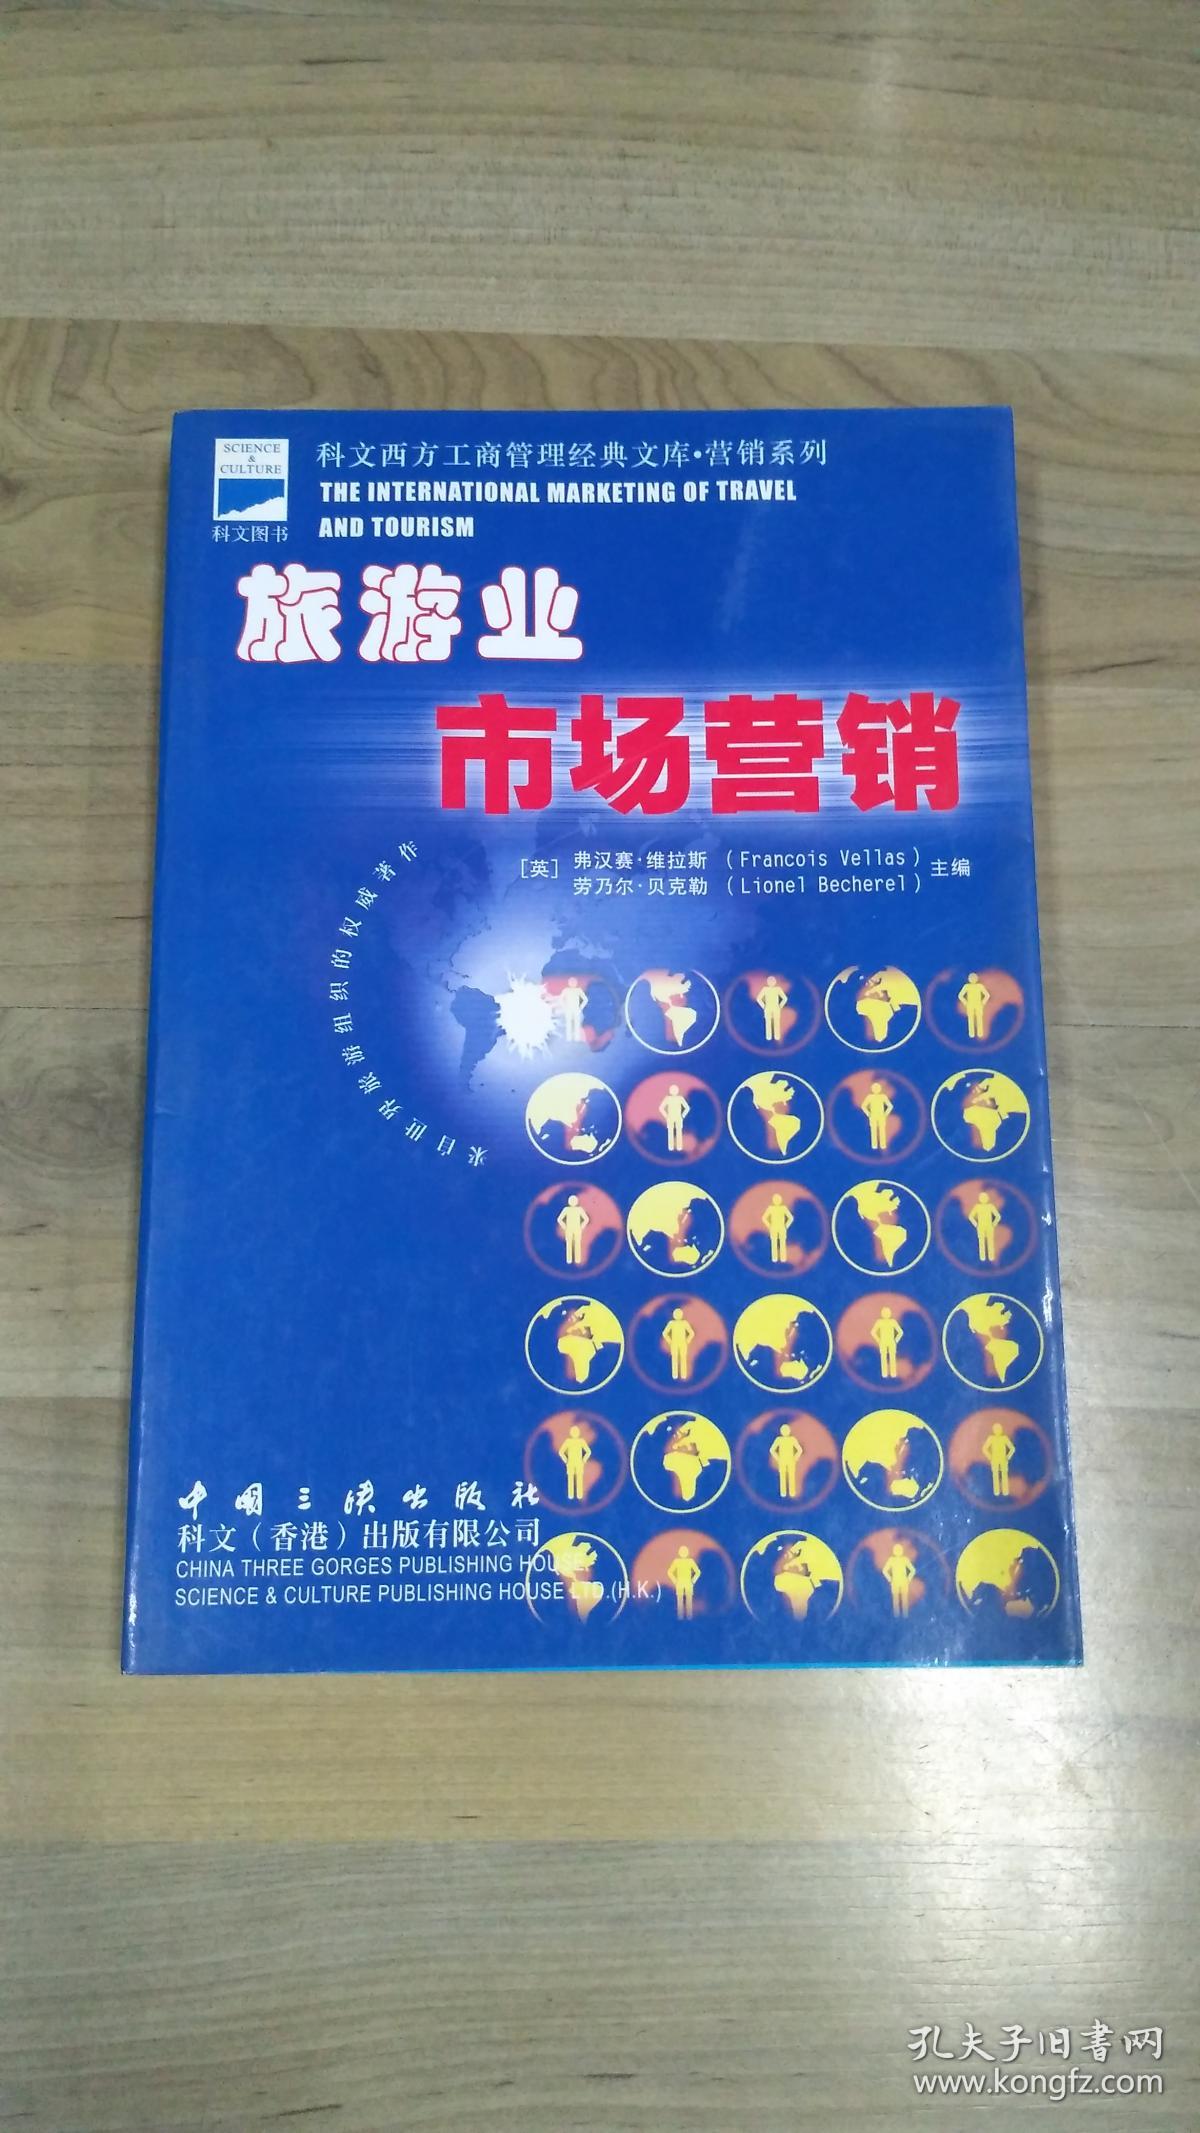 SCIENCE
&
CULTURE
科文图书
科文西方工商管理经典文库·营销系列
THE INTERNATIONAL MARKETING OF TRAVEL
AND TOURISM
旅游业
市场营销
[英] 弗汉赛·维拉斯 (Francois Vellas)
劳乃尔·贝克勒 (Lionel Becherel) 主编
来自世界旅游组织的权威著作
中国三峡出版社
科文(香港)出版有限公司
CHINA THREE GORGES PUBLISHING HOUSE.
SCIENCE & CULTURE PUBLISHING HOUSE LTD.(H.K.)
孔夫子旧书网
www.kongfz.com